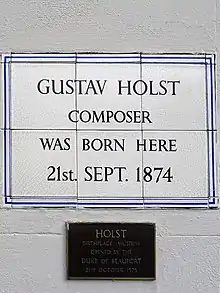 GUSTAV HOLST
COMPOSER
WAS BORN HERE
21st. SEPT. 1874
HOLST
BIRTHPLACE MUSEUM
OPENED BY THE
DUKE OF BEAUFORT